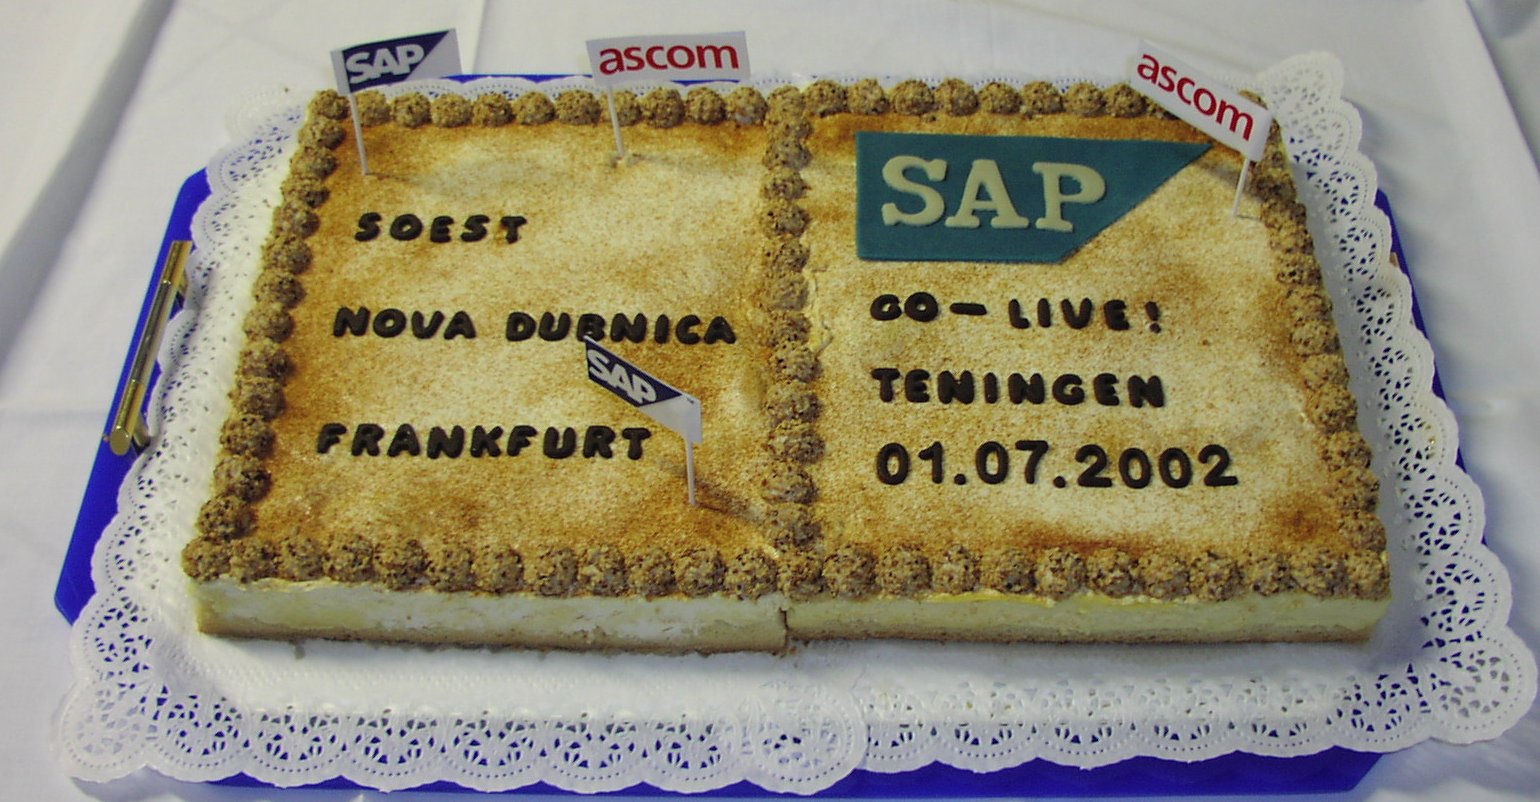 SAP
ascom
ascom
SAP
SOEST
NOVA DUBNICA
SAP
FRANKFURT
GO-LIVE!
TENINGEN
01.07.2002